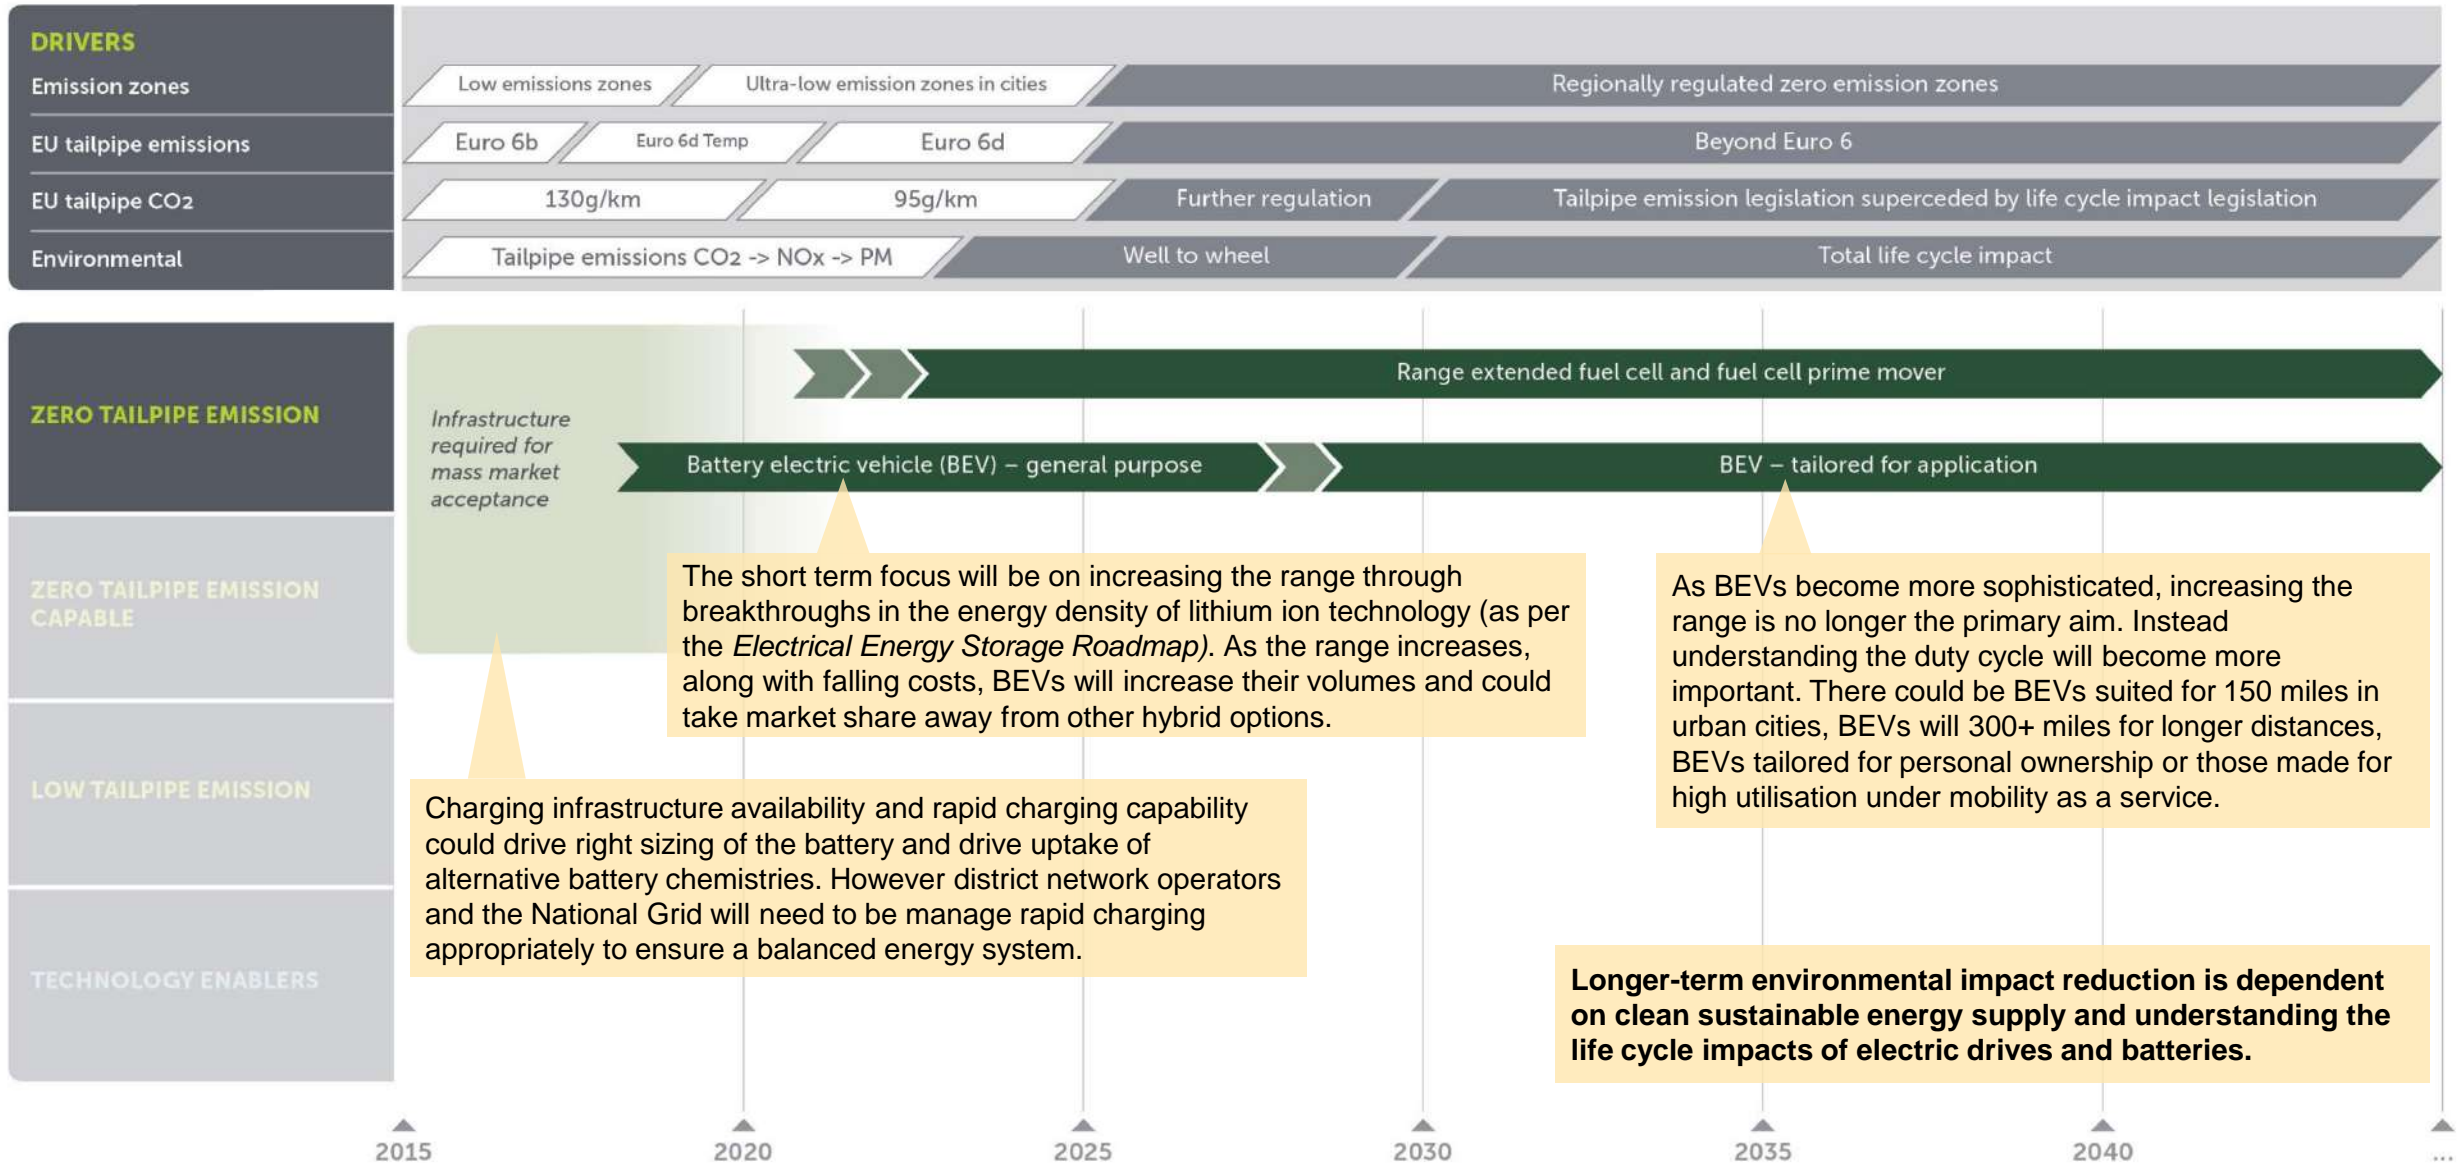 DRIVERS
Emission zones
Low emissions zones
Ultra-low emission zones in cities
Regionally regulated zero emission zones
EU tailpipe emissions
Euro 6b
Euro 6d Temp
Euro 6d
Beyond Euro 6
EU tailpipe CO2
130g/km
95g/km
Further regulation
Tailpipe emission legislation superceded by life cycle impact legislation
Environmental
Tailpipe emissions CO2 -> NOx -> PM
Well to wheel
Total life cycle impact
ZERO TAILPIPE EMISSION
Infrastructure
required for
mass market
acceptance
Range extended fuel cell and fuel cell prime mover
Battery electric vehicle (BEV) – general purpose
BEV – tailored for application
ZERO TAILPIPE EMISSION
CAPABLE
The short term focus will be on increasing the range through
breakthroughs in the energy density of lithium ion technology (as per
the Electrical Energy Storage Roadmap). As the range increases,
along with falling costs, BEVs will increase their volumes and could
take market share away from other hybrid options.
As BEVs become more sophisticated, increasing the
range is no longer the primary aim. Instead
understanding the duty cycle will become more
important. There could be BEVs suited for 150 miles in
urban cities, BEVs will 300+ miles for longer distances,
BEVs tailored for personal ownership or those made for
high utilisation under mobility as a service.
LOW TAILPIPE EMISSION
Charging infrastructure availability and rapid charging capability
could drive right sizing of the battery and drive uptake of
alternative battery chemistries. However district network operators
and the National Grid will need to be manage rapid charging
appropriately to ensure a balanced energy system.
TECHNOLOGY ENABLERS
Longer-term environmental impact reduction is dependent
on clean sustainable energy supply and understanding the
life cycle impacts of electric drives and batteries.
2015
2020
2025
2030
2035
2040
...